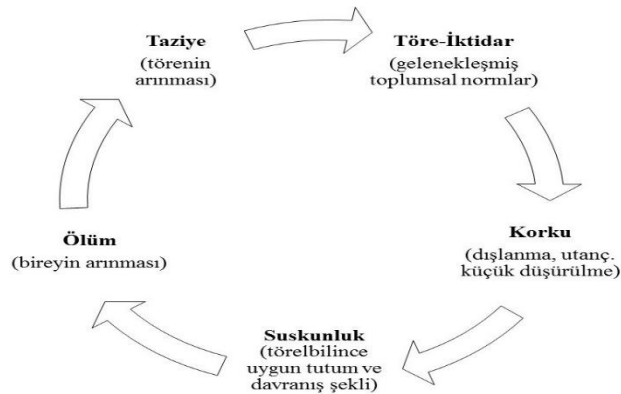 Taziye
(törenin
arınması)
Töre-İktidar
(gelenekleşmiş
toplumsal normlar)
Korku
(dışlanma, utanç.
küçük düşürülme)
Suskunluk
(törelbilince
uygun tutum ve
davranış şekli)
Ölüm
(bireyin arınması)